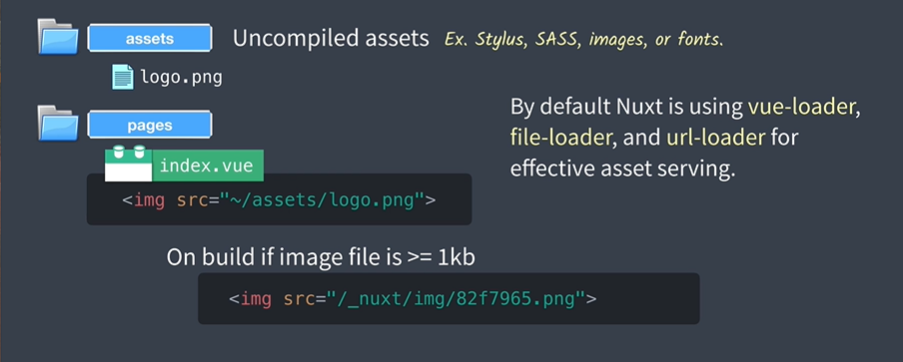 assets
Uncompiled assets Ex. Stylus, SASS, images, or fonts.
logo.png
pages
By default Nuxt is using vue-loader,
file-loader, and url-loader for
effective asset serving.
index.vue
<img src="~/assets/logo.png">
On build if image file is >= 1kb
<img src="/_nuxt/img/82f7965.png">